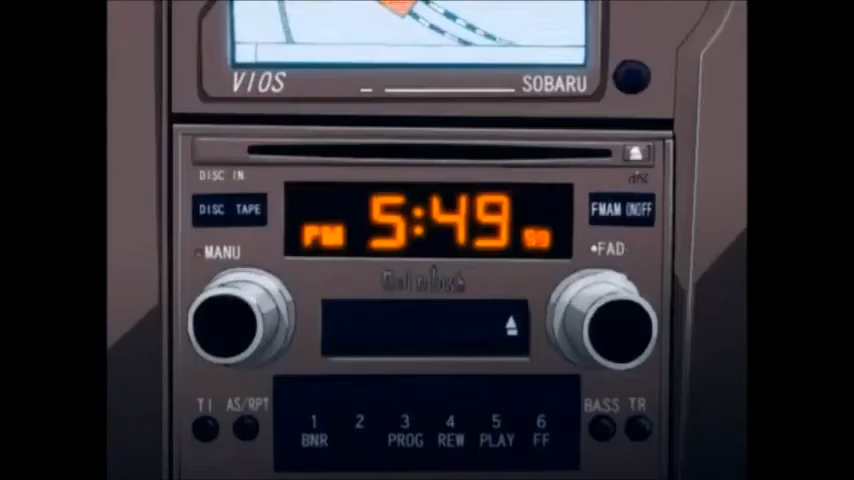 VIOS SOBARU
DISC IN
DISC TAPE
PM 5:49 59
FMAM ON OFF
MANU
FAD
TI AS/RPT
BASS TR
1 2 3 4 5 6
BNR PROG REW PLAY FF